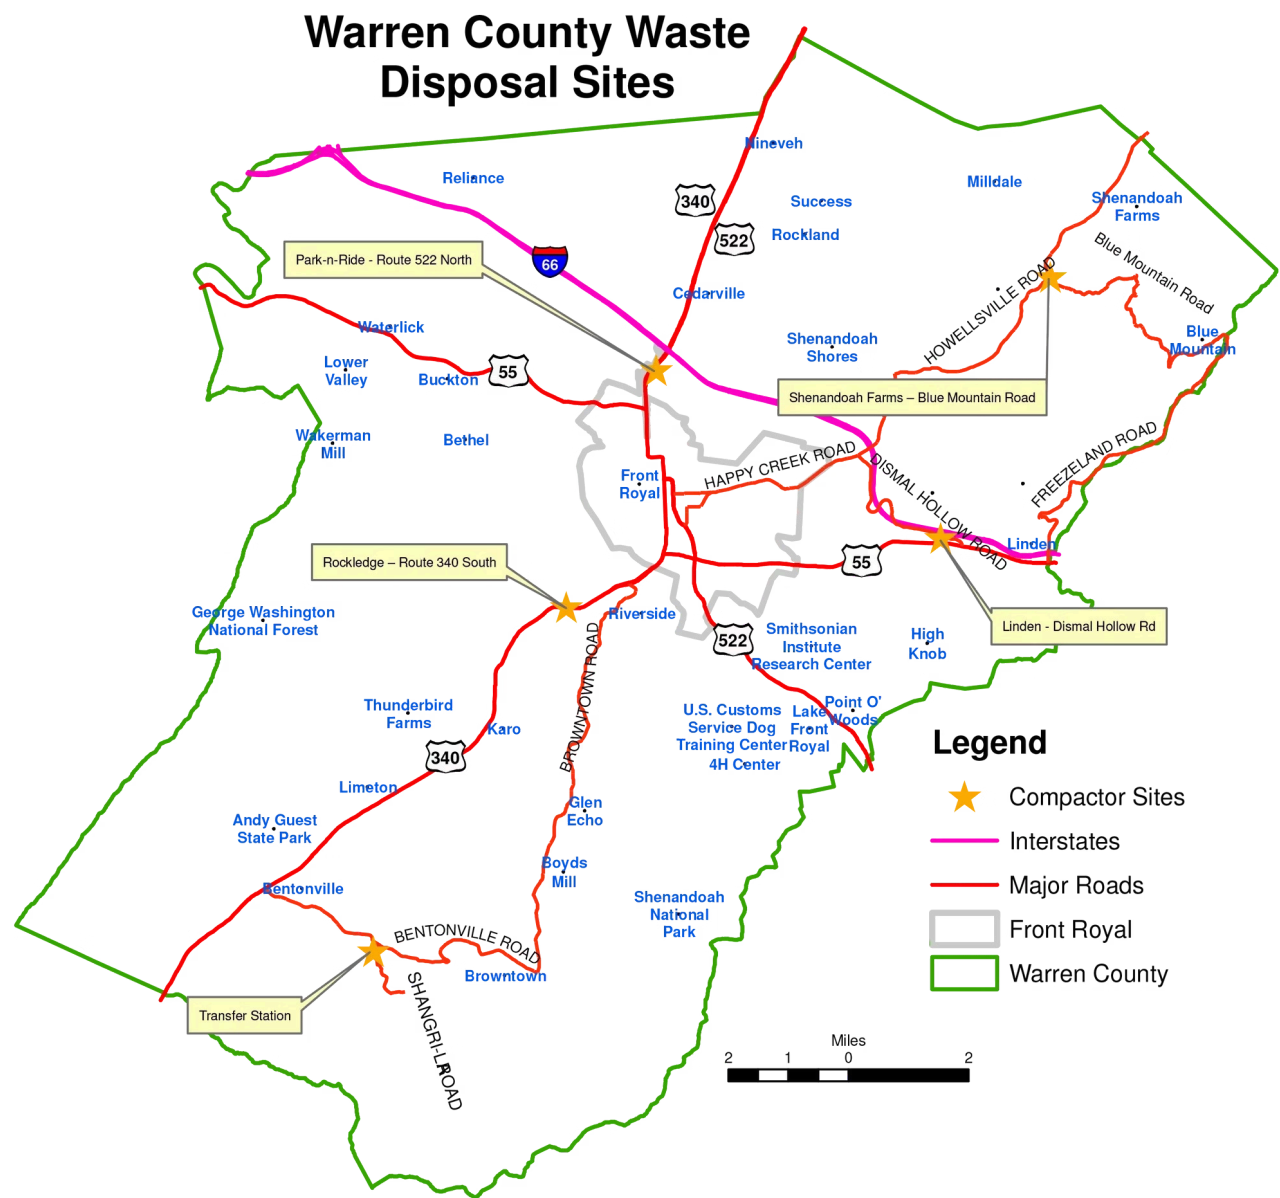 Warren County Waste
Disposal Sites
Nineveh
Reliance
Milldale
340
Success
Shenandoah
Farms
522
Rockland
Park-n-Ride - Route 522 North
66
Blue Mountain Road
Cedarville
HOWELLSVILLE ROAD
Waterlick
Shenandoah
Shores
Blue
Mountain
Lower
Valley
Buckton
55
Shenandoah Farms – Blue Mountain Road
Wakerman
Mill
Bethel
FREEZELAND ROAD
HAPPY CREEK ROAD
DISMAL HOLLOW ROAD
Front
Royal
Linden
Rockledge – Route 340 South
55
George Washington
National Forest
Riverside
Linden - Dismal Hollow Rd
522
Smithsonian
Institute
Research Center
High
Knob
BROWNTOWN ROAD
Thunderbird
Farms
Karo
U.S. Customs
Service Dog
Training Center
4H Center
Lake
Front
Royal
Point O'
Woods
340
Limeton
Glen
Echo
Andy Guest
State Park
Boyds
Mill
Bentonville
Shenandoah
National
Park
BENTONVILLE ROAD
Browntown
SHANGRI-LA ROAD
Transfer Station
Legend
Compactor Sites
Interstates
Major Roads
Front Royal
Warren County
Miles
2 1 0 2